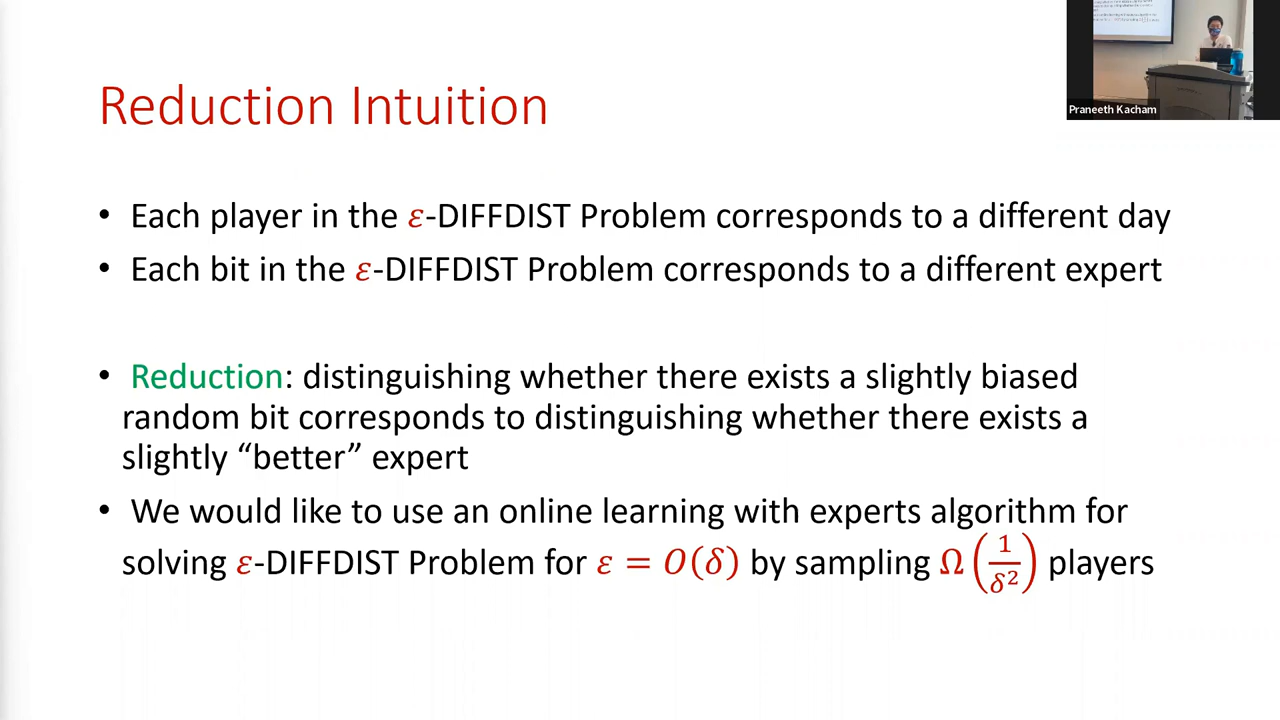 Reduction Intuition
Praneeth Kacham
• Each player in the ε-DIFFDIST Problem corresponds to a different day
• Each bit in the ε-DIFFDIST Problem corresponds to a different expert
• Reduction: distinguishing whether there exists a slightly biased
random bit corresponds to distinguishing whether there exists a
slightly “better” expert
• We would like to use an online learning with experts algorithm for
solving ε-DIFFDIST Problem for ε = O(δ) by sampling Ω(1/δ²) players